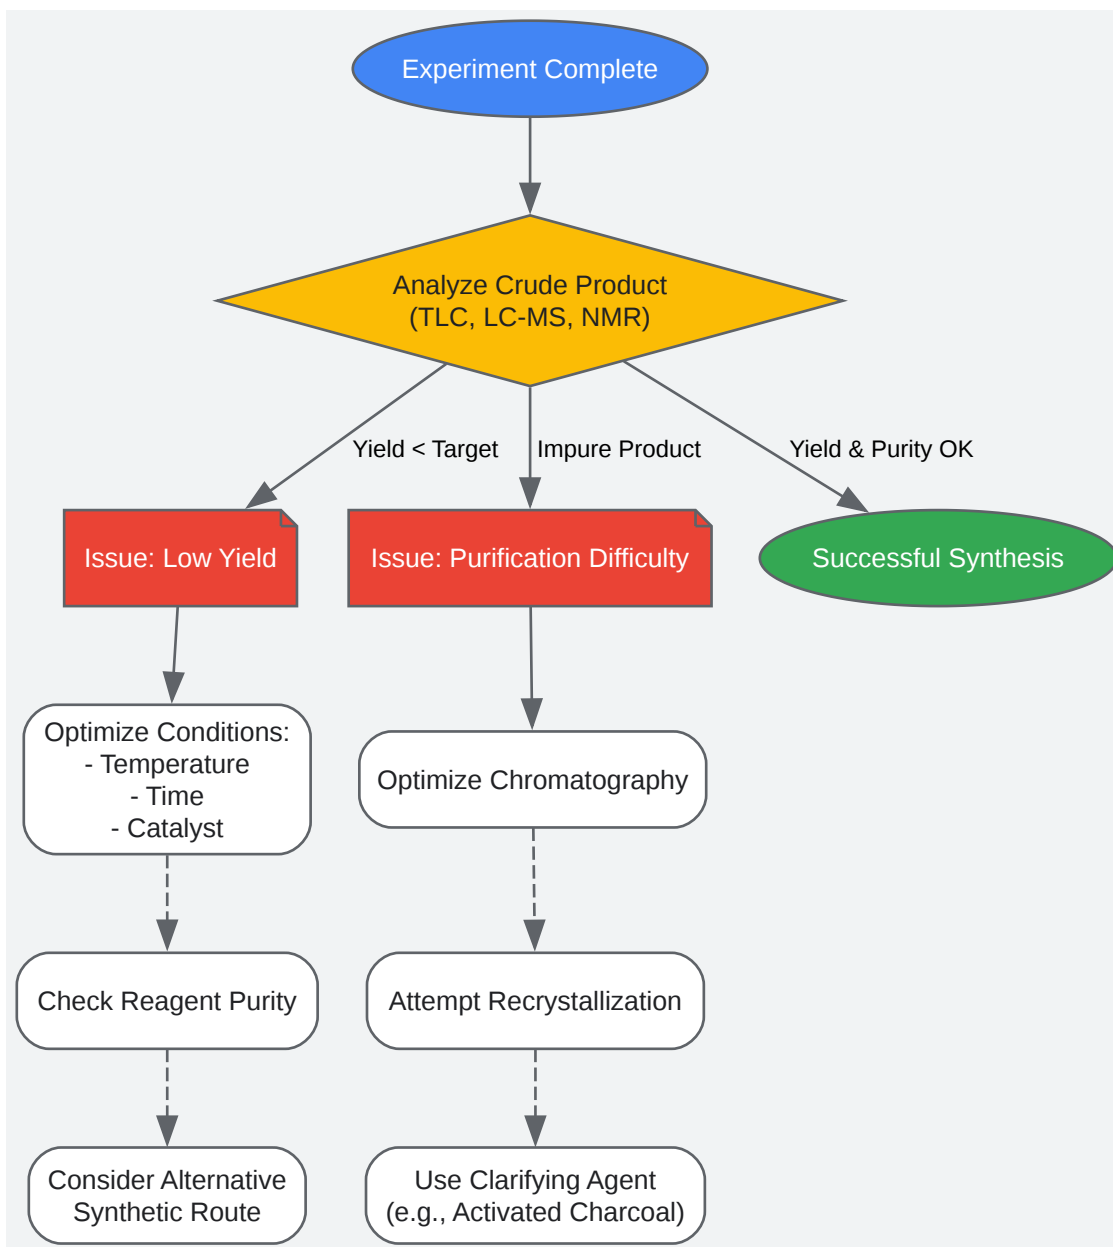 Experiment Complete
Analyze Crude Product
(TLC, LC-MS, NMR)
Yield < Target
Impure Product
Yield & Purity OK
Issue: Low Yield
Issue: Purification Difficulty
Successful Synthesis
Optimize Conditions:
- Temperature
- Time
- Catalyst
Optimize Chromatography
Check Reagent Purity
Attempt Recrystallization
Consider Alternative
Synthetic Route
Use Clarifying Agent
(e.g., Activated Charcoal)